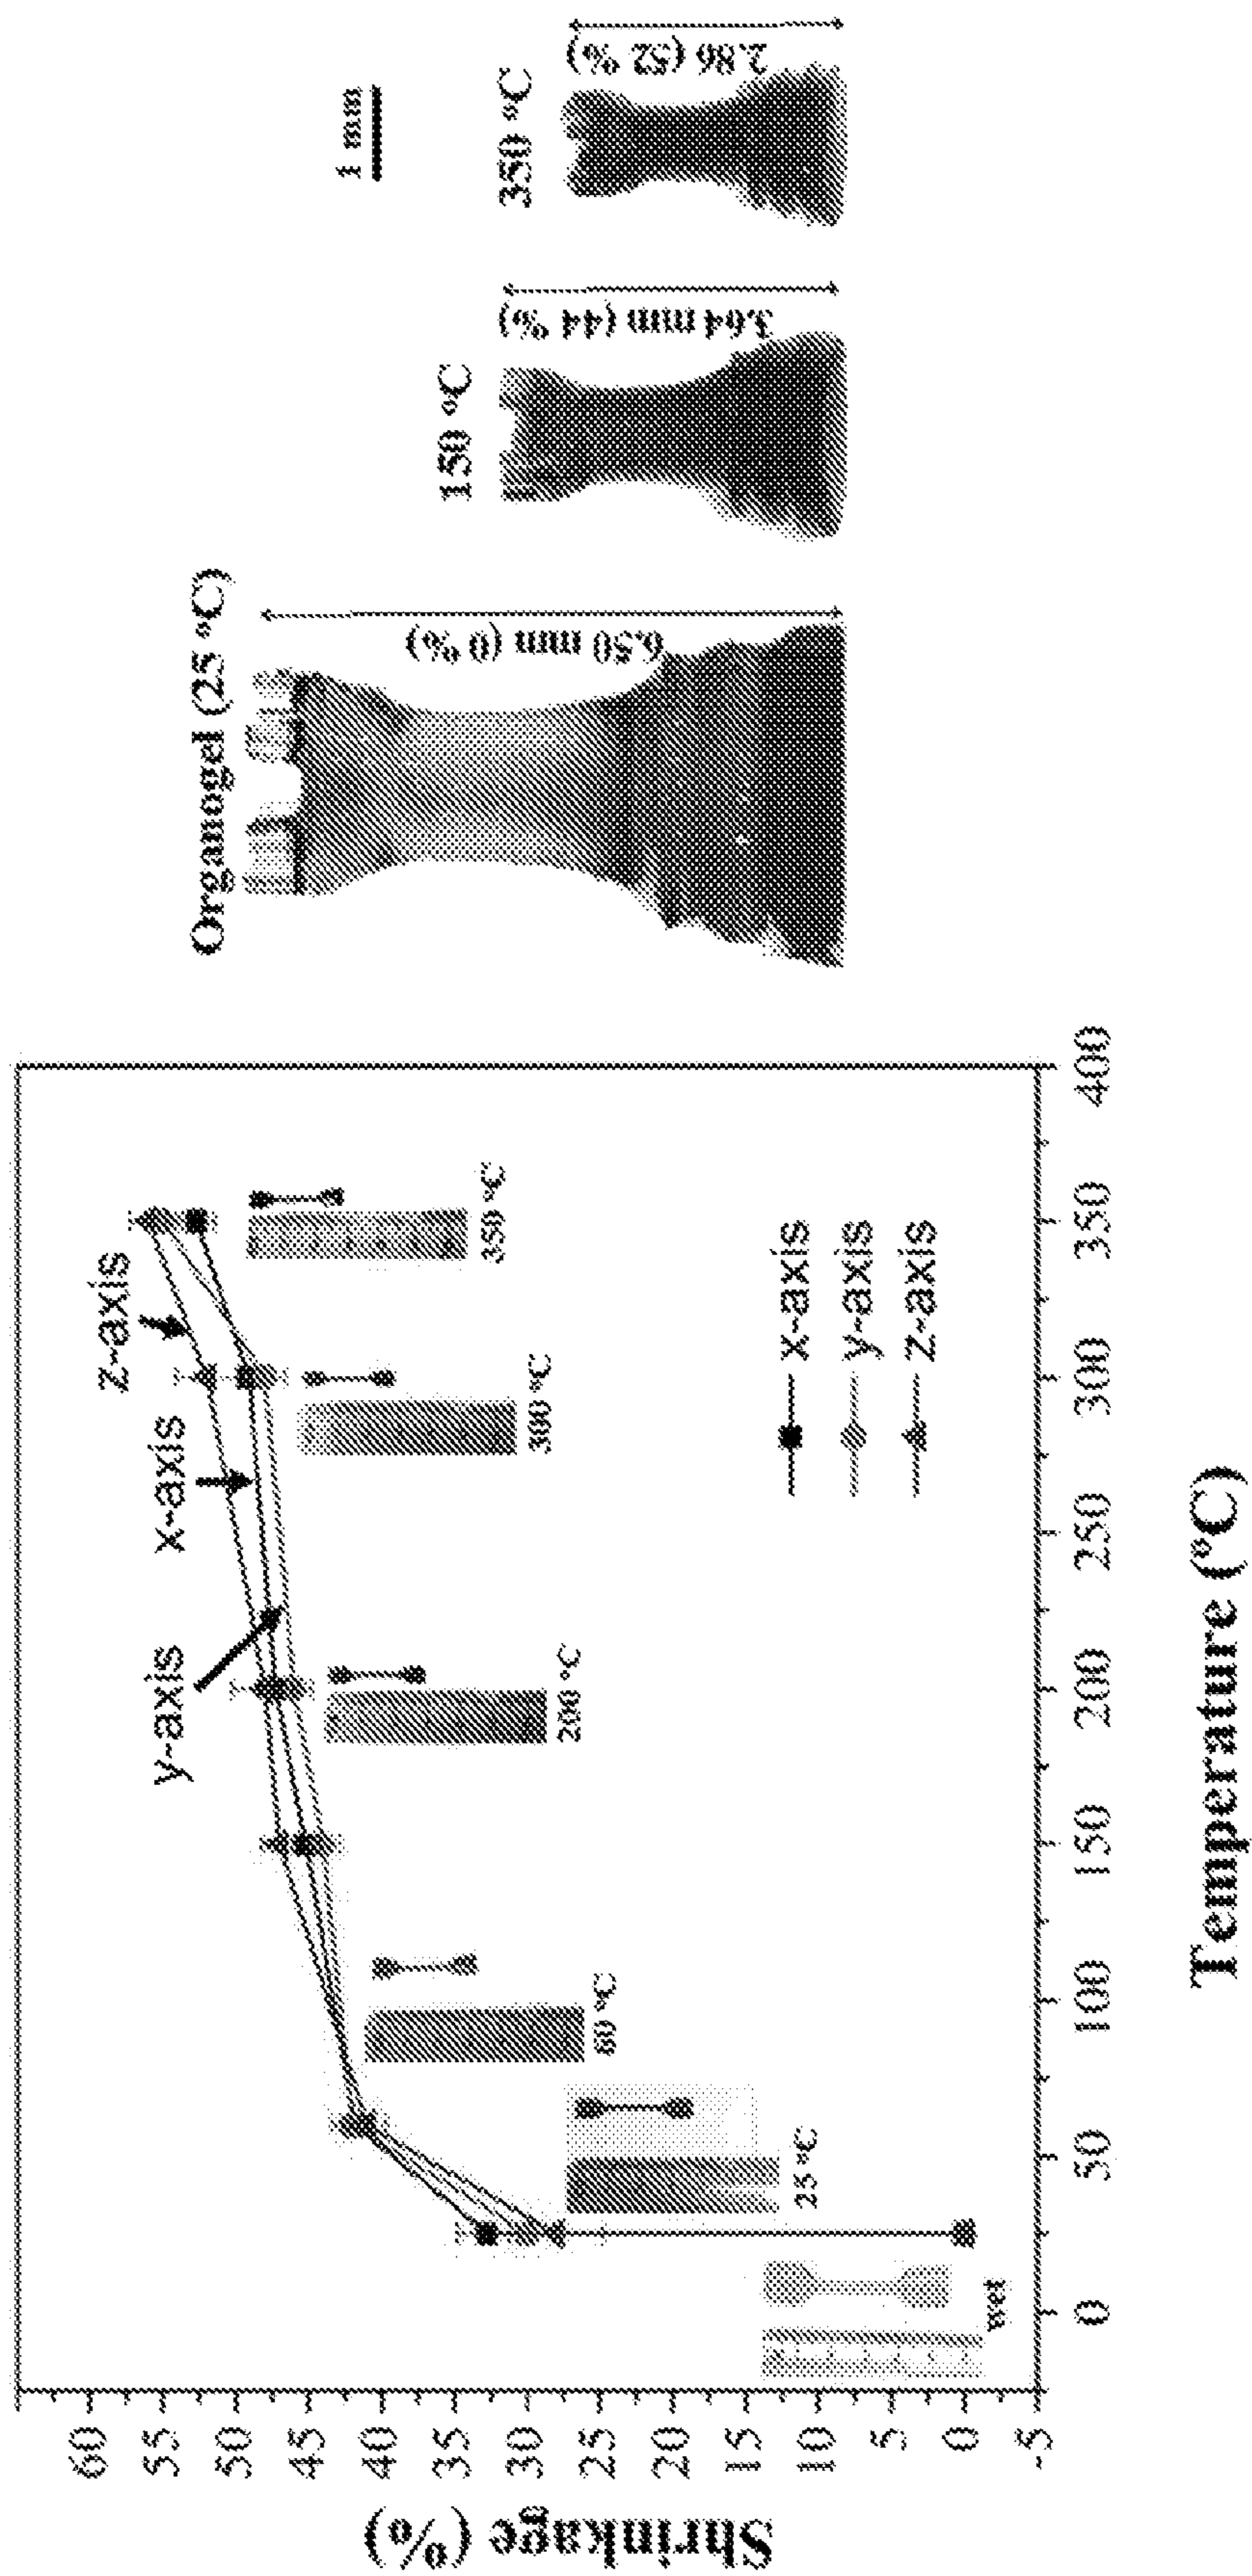 Shrinkage (%)
60
55
50
45
40
35
30
25
20
15
10
5
0
-5
0
50
100
150
200
250
300
350
400
Temperature (°C)
y-axis
x-axis
z-axis
wet
25 °C
60 °C
200 °C
300 °C
350 °C
x-axis
y-axis
z-axis
Organogel (25 °C)
6.50 mm (0 %)
150 °C
3.64 mm (44 %)
350 °C
2.86 (52 %)
1 mm